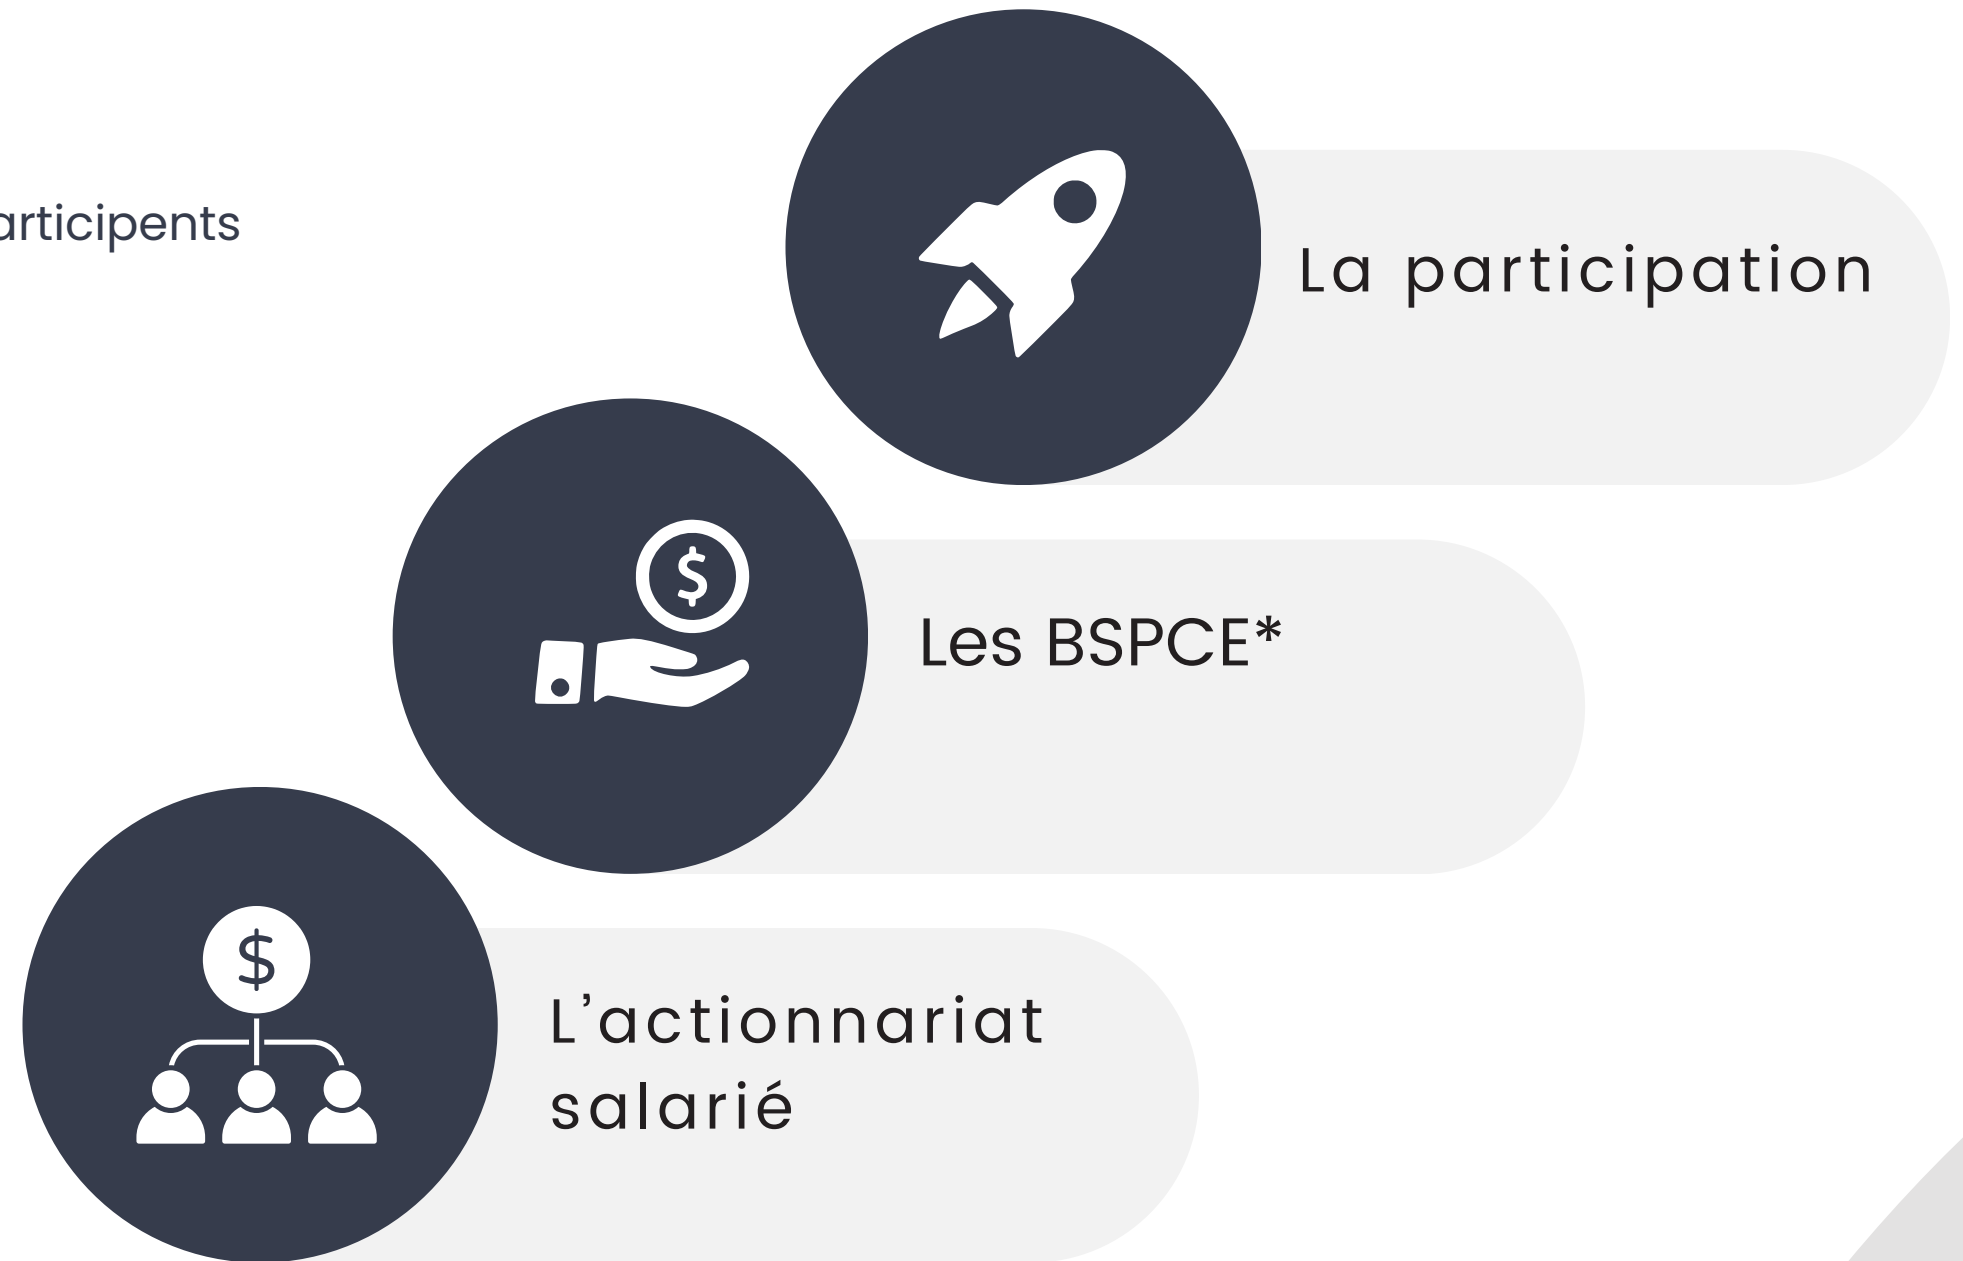 articipents
La participation
Les BSPCE*
L’actionnariat
salarié